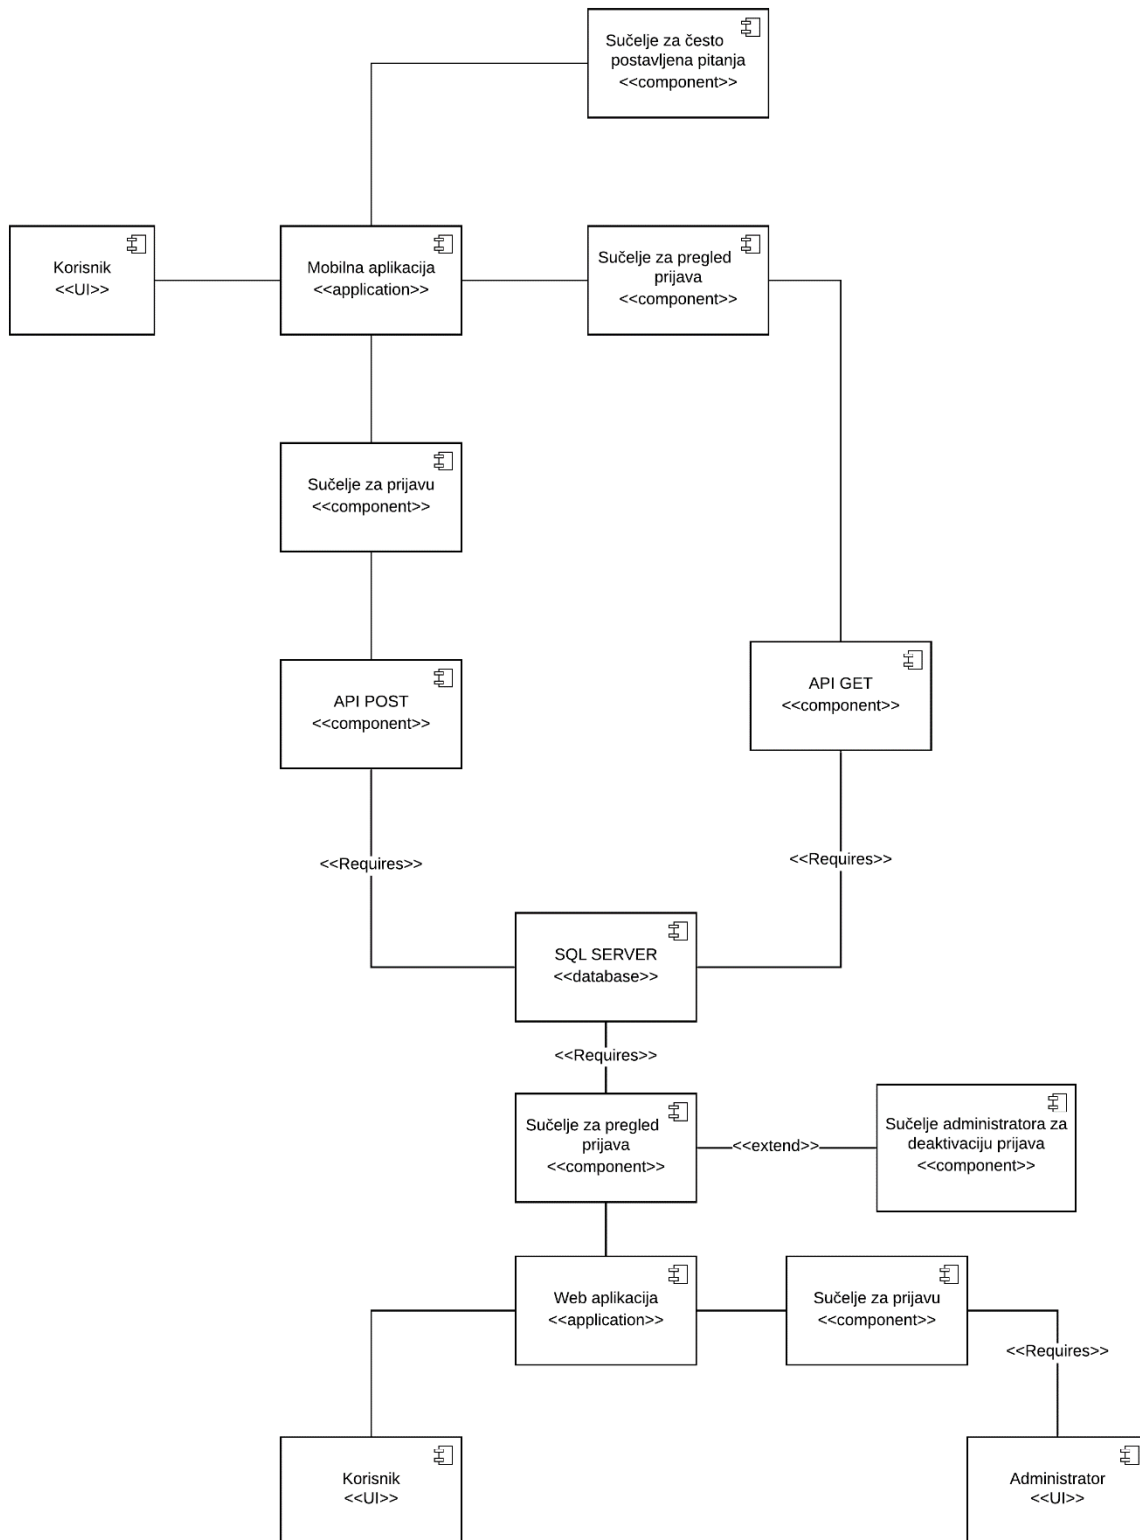 Sučelje za često
postavljena pitanja
<<component>>
Korisnik
<<UI>>
Mobilna aplikacija
<<application>>
Sučelje za pregled
prijava
<<component>>
Sučelje za prijavu
<<component>>
API POST
<<component>>
API GET
<<component>>
<<Requires>>
<<Requires>>
SQL SERVER
<<database>>
<<Requires>>
Sučelje za pregled
prijava
<<component>>
<<extend>>
Sučelje administratora za
deaktivaciju prijava
<<component>>
Web aplikacija
<<application>>
Sučelje za prijavu
<<component>>
<<Requires>>
Korisnik
<<UI>>
Administrator
<<UI>>